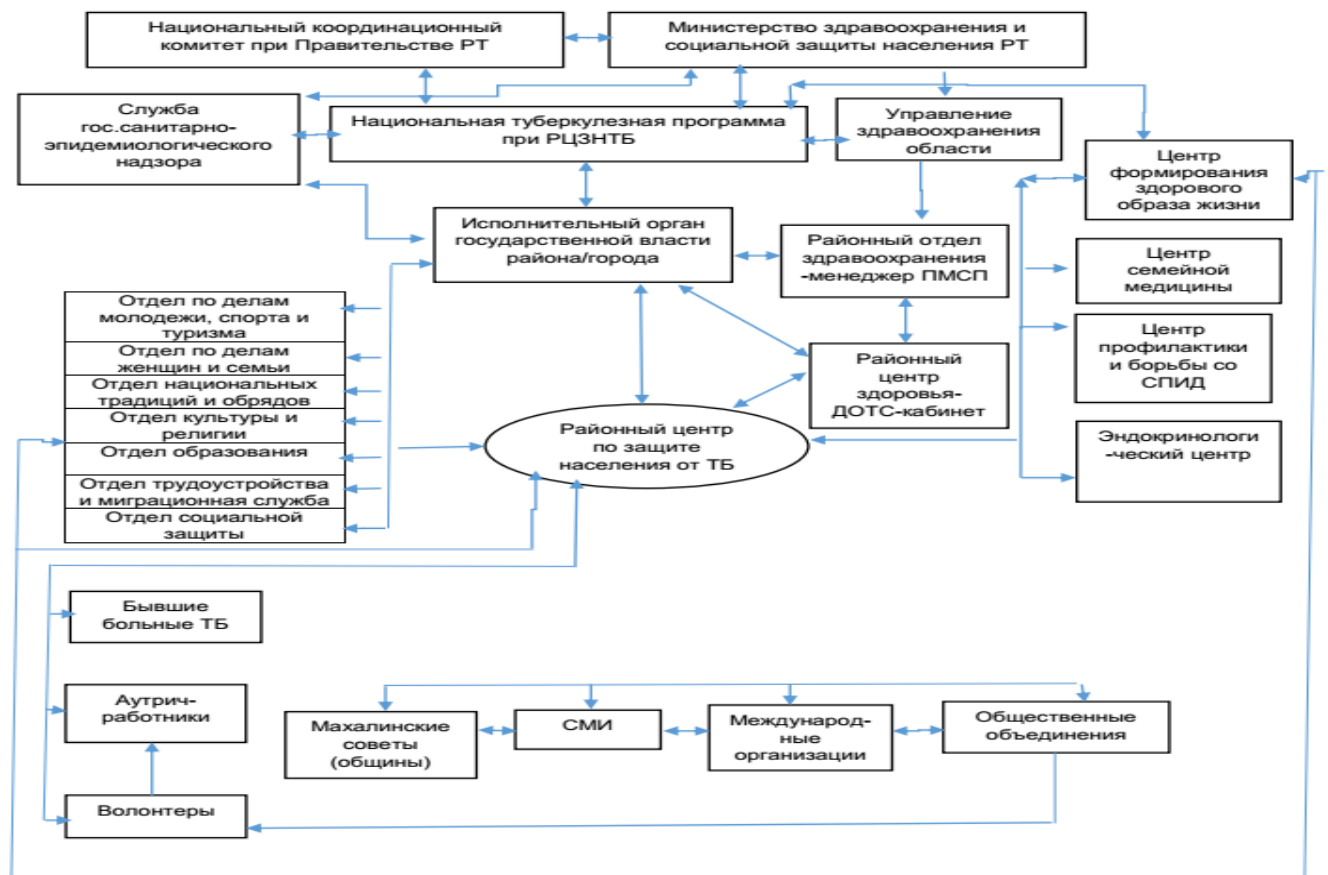 Национальный координационный
комитет при Правительстве РТ
Министерство здравоохранения и
социальной защиты населения РТ
Служба
гос.санитарно-
эпидемиологического
надзора
Национальная туберкулезная программа
при РЦЗНТБ
Управление
здравоохранения
области
Центр
формирования
здорового
образа жизни
Исполнительный орган
государственной власти
района/города
Районный отдел
здравоохранения
-менеджер ПМСП
Центр
семейной
медицины
Отдел по делам
молодежи, спорта и
туризма
Отдел по делам
женщин и семьи
Отдел национальных
традиций и обрядов
Отдел культуры и
религии
Отдел образования
Отдел трудоустройства
и миграционная служба
Отдел социальной
защиты
Центр
профилактики
и борьбы со
СПИД
Районный
центр
здоровья-
ДОТС-кабинет
Районный центр
по защите
населения от ТБ
Эндокринологи
-ческий центр
Бывшие
больные ТБ
Аутрич-
работники
Волонтеры
Махалинские
советы
(общины)
СМИ
Международ-
ные
организации
Общественные
объединения